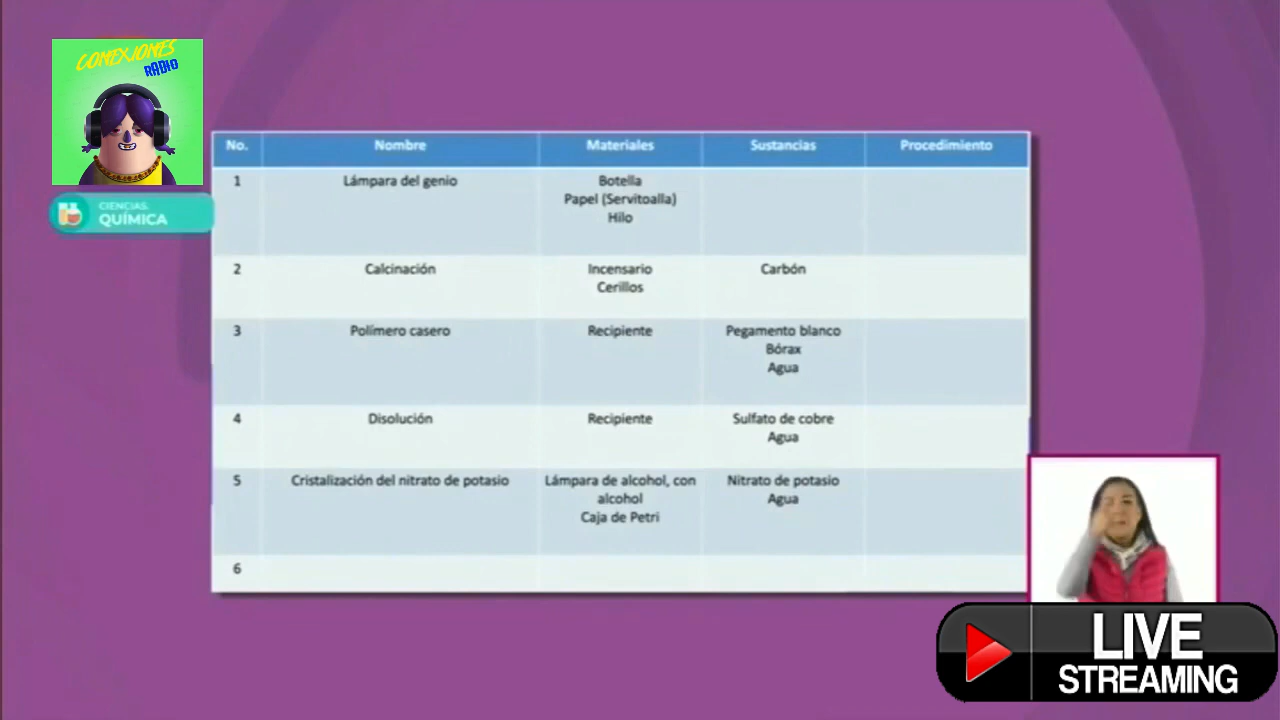 CONEXIONES
RADIO
CIENCIAS.
QUÍMICA
No. Nombre Materiales Sustancias Procedimiento
1 Lámpara del genio Botella
Papel (Servitoalla)
Hilo
2 Calcinación Incensario Carbón
Cerillos
3 Polímero casero Recipiente Pegamento blanco
Bórax
Agua
4 Disolución Recipiente Sulfato de cobre
Agua
5 Cristalización del nitrato de potasio Lámpara de alcohol, con Nitrato de potasio
alcohol Agua
Caja de Petri
6
LIVE
STREAMING